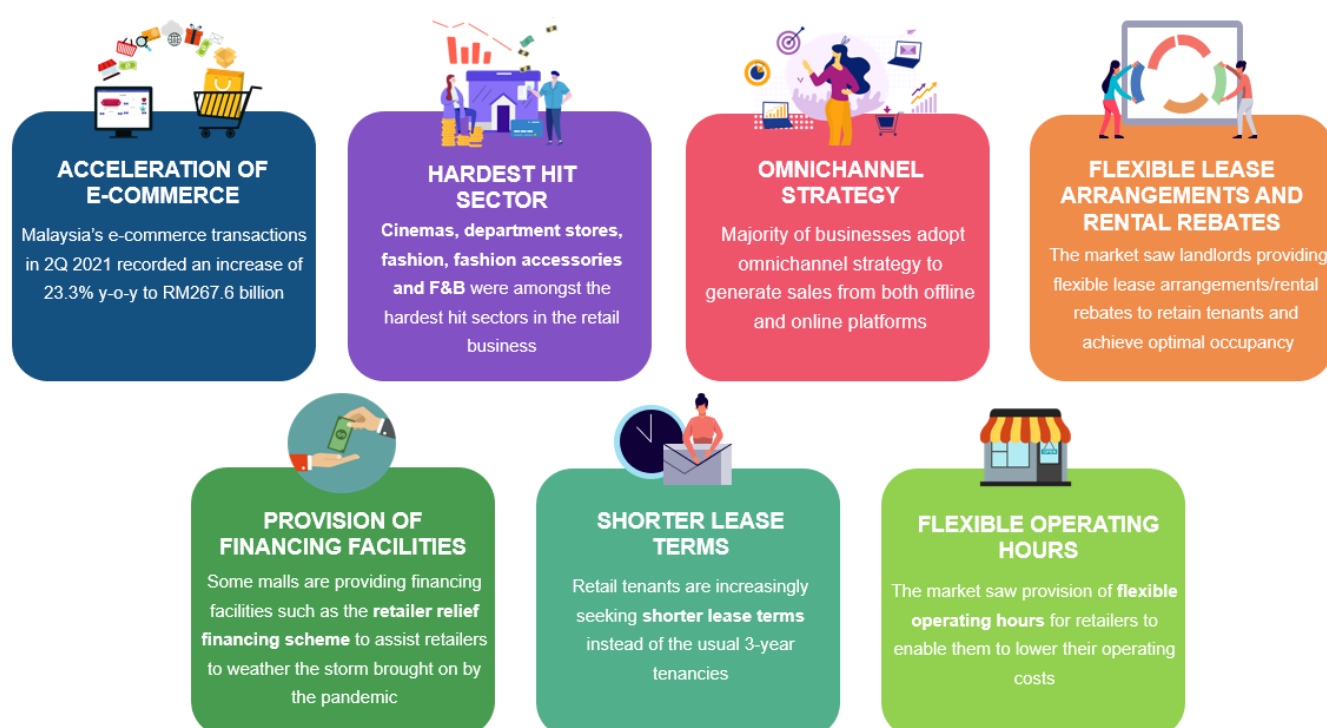 ACCELERATION OF
E-COMMERCE
Malaysia's e-commerce transactions
in 2Q 2021 recorded an increase of
23.3% y-o-y to RM267.6 billion
HARDEST HIT
SECTOR
Cinemas, department stores,
fashion, fashion accessories
and F&B were amongst the
hardest hit sectors in the retail
business
OMNICHANNEL
STRATEGY
Majority of businesses adopt
omnichannel strategy to
generate sales from both offline
and online platforms
FLEXIBLE LEASE
ARRANGEMENTS AND
RENTAL REBATES
The market saw landlords providing
flexible lease arrangements/rental
rebates to retain tenants and
achieve optimal occupancy
PROVISION OF
FINANCING FACILITIES
Some malls are providing financing
facilities such as the retailer relief
financing scheme to assist retailers
to weather the storm brought on by
the pandemic
SHORTER LEASE
TERMS
Retail tenants are increasingly
seeking shorter lease terms
instead of the usual 3-year
tenancies
OPEN
FLEXIBLE OPERATING
HOURS
The market saw provision of flexible
operating hours for retailers to
enable them to lower their operating
costs